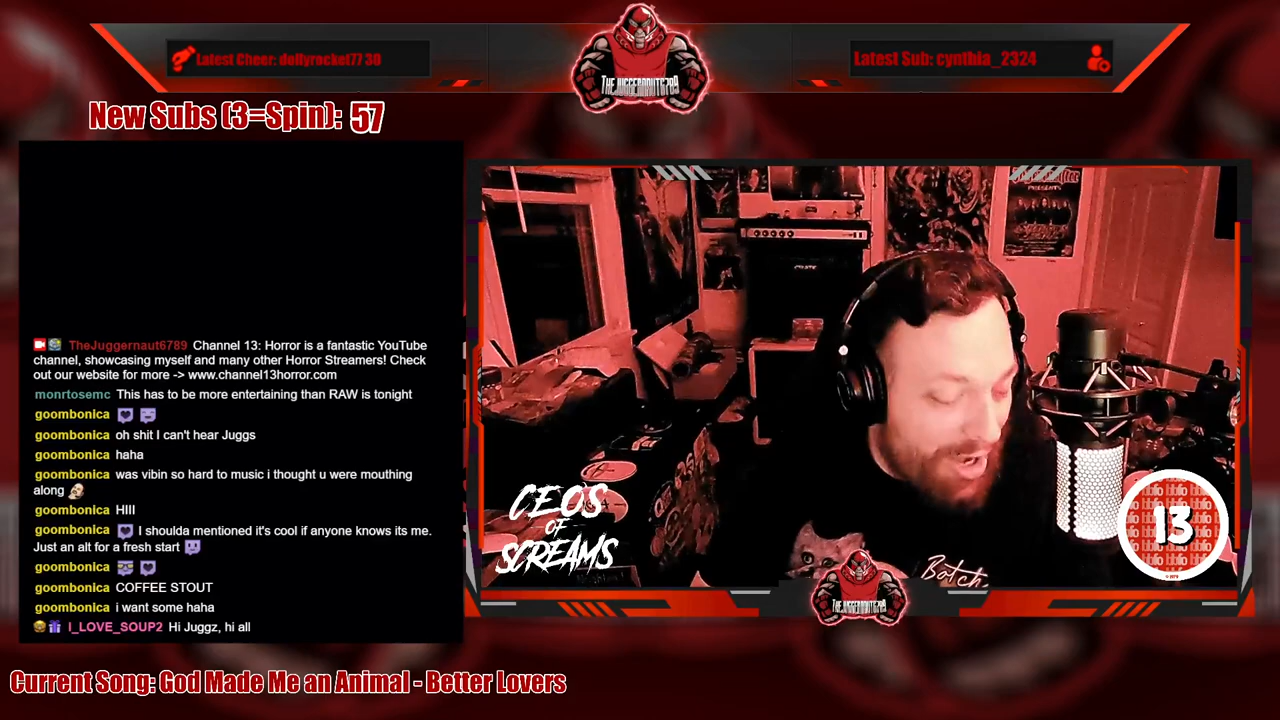 Latest Cheer: dollyrocket77 30
THEJUGGERNAUT6789
Latest Sub: cynthia_2324
New Subs (3=Spin): 57
TheJuggernaut6789 Channel 13: Horror is a fantastic YouTube
channel, showcasing myself and many other Horror Streamers! Check
out our website for more -> www.channel13horror.com
monrtosemc This has to be more entertaining than RAW is tonight
goombonica
goombonica oh shit I can't hear Juggs
goombonica haha
goombonica was vibin so hard to music i thought u were mouthing
along
goombonica HIII
goombonica I shoulda mentioned it's cool if anyone knows its me.
Just an alt for a fresh start
goombonica
goombonica COFFEE STOUT
goombonica i want some haha
I_LOVE_SOUP2 Hi Juggz, hi all
PRESENTS
CEOS
OF
SCREAMS
13
Botch
THEJUGGERNAUT6789
Current Song: God Made Me an Animal - Better Lovers